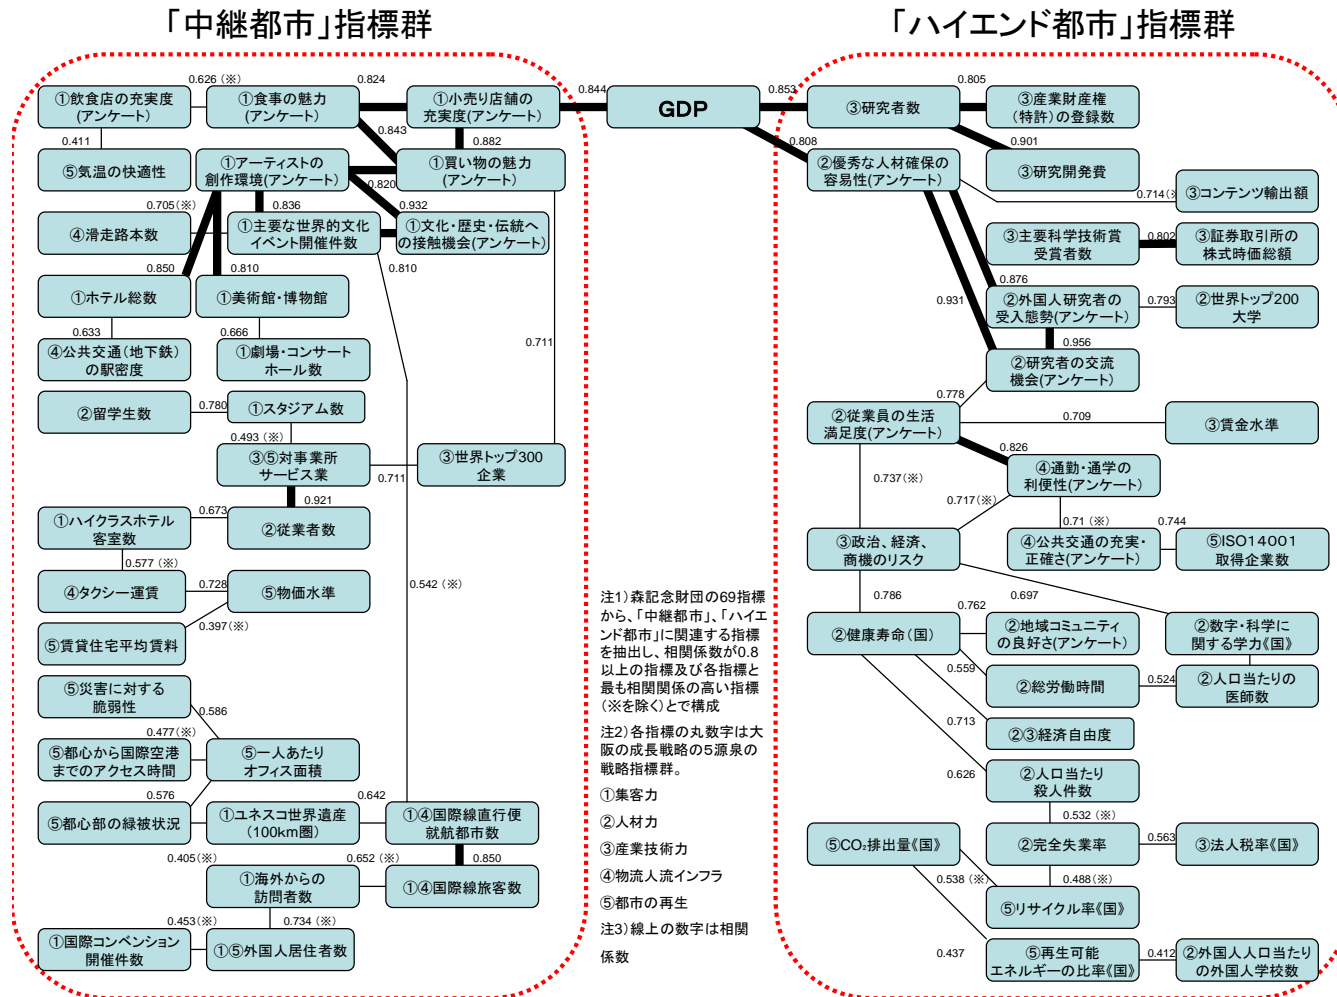 「中継都市」指標群
「ハイエンド都市」指標群
0.626 (※)
0.824
0.844
0.853
0.805
①飲食店の充実度
(アンケート)
①食事の魅力
(アンケート)
①小売り店舗の
充実度(アンケート)
GDP
③研究者数
③産業財産権
(特許)の登録数
0.411
0.843
0.882
0.808
0.901
⑤気温の快適性
①アーティストの
創作環境(アンケート)
①買い物の魅力
(アンケート)
②優秀な人材確保の
容易性(アンケート)
③研究開発費
0.820
0.705(※)
0.836
0.932
0.714(※
③コンテンツ輸出額
④滑走路本数
①主要な世界的文化
イベント開催件数
①文化・歴史・伝統へ
の接触機会(アンケート)
③主要科学技術賞
受賞者数
0.802
③証券取引所の
株式時価総額
0.850
0.810
0.810
0.876
①ホテル総数
①美術館・博物館
0.931
②外国人研究者の
受入態勢(アンケート)
0.793
②世界トップ200
大学
0.633
0.666
0.711
0.956
④公共交通(地下鉄)
の駅密度
①劇場・コンサート
ホール数
②研究者の交流
機会(アンケート)
②留学生数
0.780
①スタジアム数
0.778
②従業員の生活
満足度(アンケート)
0.709
③賃金水準
0.493 (※)
0.826
③⑤対事業所
サービス業
0.711
③世界トップ300
企業
0.737(※)
④通勤・通学の
利便性(アンケート)
0.921
0.717(※)
①ハイクラスホテル
客室数
0.673
②従業者数
0.71 (※)
0.744
③政治、経済、
商機のリスク
④公共交通の充実・
正確さ(アンケート)
⑤ISO14001
取得企業数
0.577 (※)
0.542 (※)
④タクシー運賃
0.728
⑤物価水準
0.786
0.762
0.697
0.397(※)
⑤賃貸住宅平均賃料
②健康寿命(国)
②地域コミュニティ
の良好さ(アンケート)
②数字・科学に
関する学力《国》
注1)森記念財団の69指標
から、「中継都市」、「ハイエ
ンド都市」に関連する指標
を抽出し、相関係数が0.8
以上の指標及び各指標と
最も相関関係の高い指標
(※を除く)とで構成
0.559
⑤災害に対する
脆弱性
0.586
②総労働時間
0.524
②人口当たりの
医師数
0.477(※)
0.713
⑤都心から国際空港
までのアクセス時間
⑤一人あたり
オフィス面積
②③経済自由度
注2)各指標の丸数字は大
阪の成長戦略の5源泉の
戦略指標群。
①集客力
②人材力
③産業技術力
④物流人流インフラ
⑤都市の再生
注3)線上の数字は相関
係数
0.626
②人口当たり
殺人件数
0.576
0.642
0.532 (※)
⑤都心部の緑被状況
①ユネスコ世界遺産
(100km圏)
①④国際線直行便
就航都市数
⑤CO₂排出量《国》
②完全失業率
0.563
③法人税率《国》
0.405(※)
0.652 (※)
0.850
0.538 (※)
0.488(※)
①海外からの
訪問者数
①④国際線旅客数
⑤リサイクル率《国》
0.453(※)
0.734 (※)
①国際コンベンション
開催件数
①⑤外国人居住者数
0.437
⑤再生可能
エネルギーの比率《国》
0.412
②外国人人口当たり
の外国人学校数